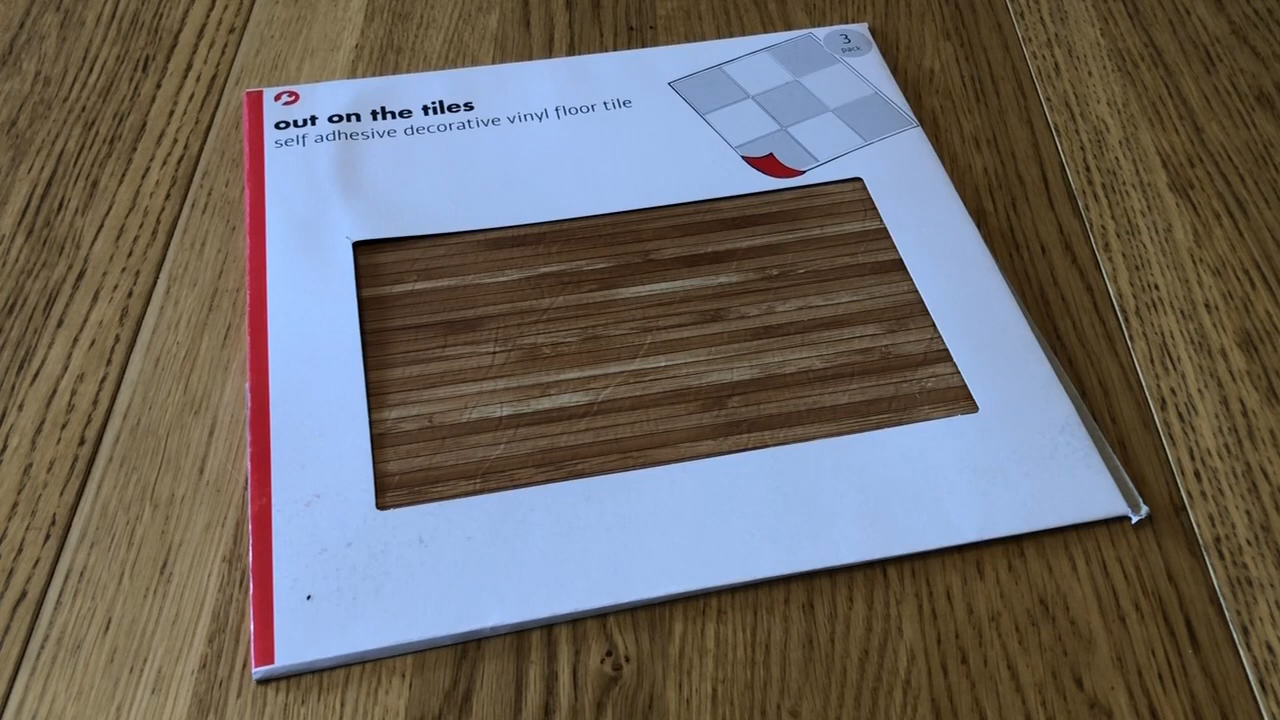 out on the tiles
self adhesive decorative vinyl floor tile
3
pack